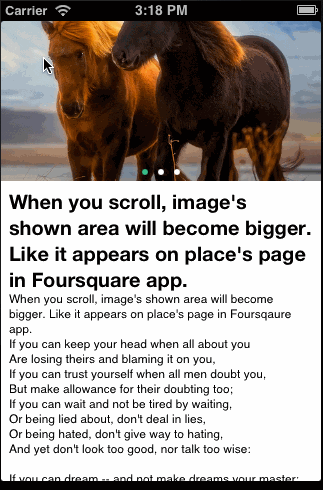 Carrier 3:18 PM
When you scroll, image's
shown area will become bigger.
Like it appears on place's page
in Foursquare app.
When you scroll, image's shown area will become
bigger. Like it appears on place's page in Foursqaure
app.
If you can keep your head when all about you
Are losing theirs and blaming it on you,
If you can trust yourself when all men doubt you,
But make allowance for their doubting too;
If you can wait and not be tired by waiting,
Or being lied about, don't deal in lies,
Or being hated, don't give way to hating,
And yet don't look too good, nor talk too wise:
If you can dream -- and not make dreams your master;